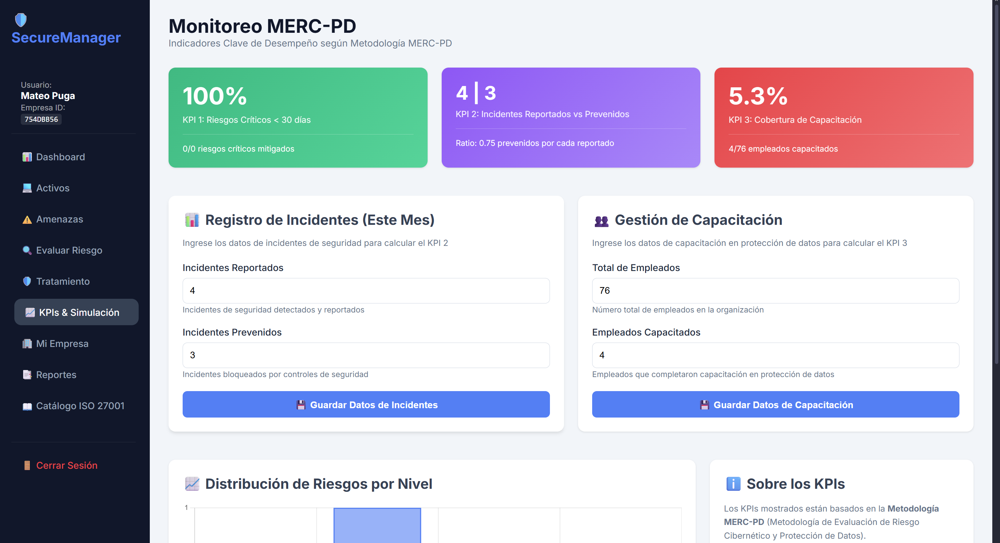 SecureManager
Usuario:
Mateo Puga
Empresa ID:
754DBB56
Dashboard
Activos
Amenazas
Evaluar Riesgo
Tratamiento
KPIs & Simulación
Mi Empresa
Reportes
Catálogo ISO 27001
Cerrar Sesión
Monitoreo MERC-PD
Indicadores Clave de Desempeño según Metodología MERC-PD
100%
KPI 1: Riesgos Críticos < 30 días
0/0 riesgos críticos mitigados
4 | 3
KPI 2: Incidentes Reportados vs Prevenidos
Ratio: 0.75 prevenidos por cada reportado
5.3%
KPI 3: Cobertura de Capacitación
4/76 empleados capacitados
Registro de Incidentes (Este Mes)
Ingrese los datos de incidentes de seguridad para calcular el KPI 2
Incidentes Reportados
4
Incidentes de seguridad detectados y reportados
Incidentes Prevenidos
3
Incidentes bloqueados por controles de seguridad
Guardar Datos de Incidentes
Gestión de Capacitación
Ingrese los datos de capacitación en protección de datos para calcular el KPI 3
Total de Empleados
76
Número total de empleados en la organización
Empleados Capacitados
4
Empleados que completaron capacitación en protección de datos
Guardar Datos de Capacitación
Distribución de Riesgos por Nivel
1
Sobre los KPIs
Los KPIs mostrados están basados en la Metodología
MERC-PD (Metodología de Evaluación de Riesgo
Cibernético y Protección de Datos).